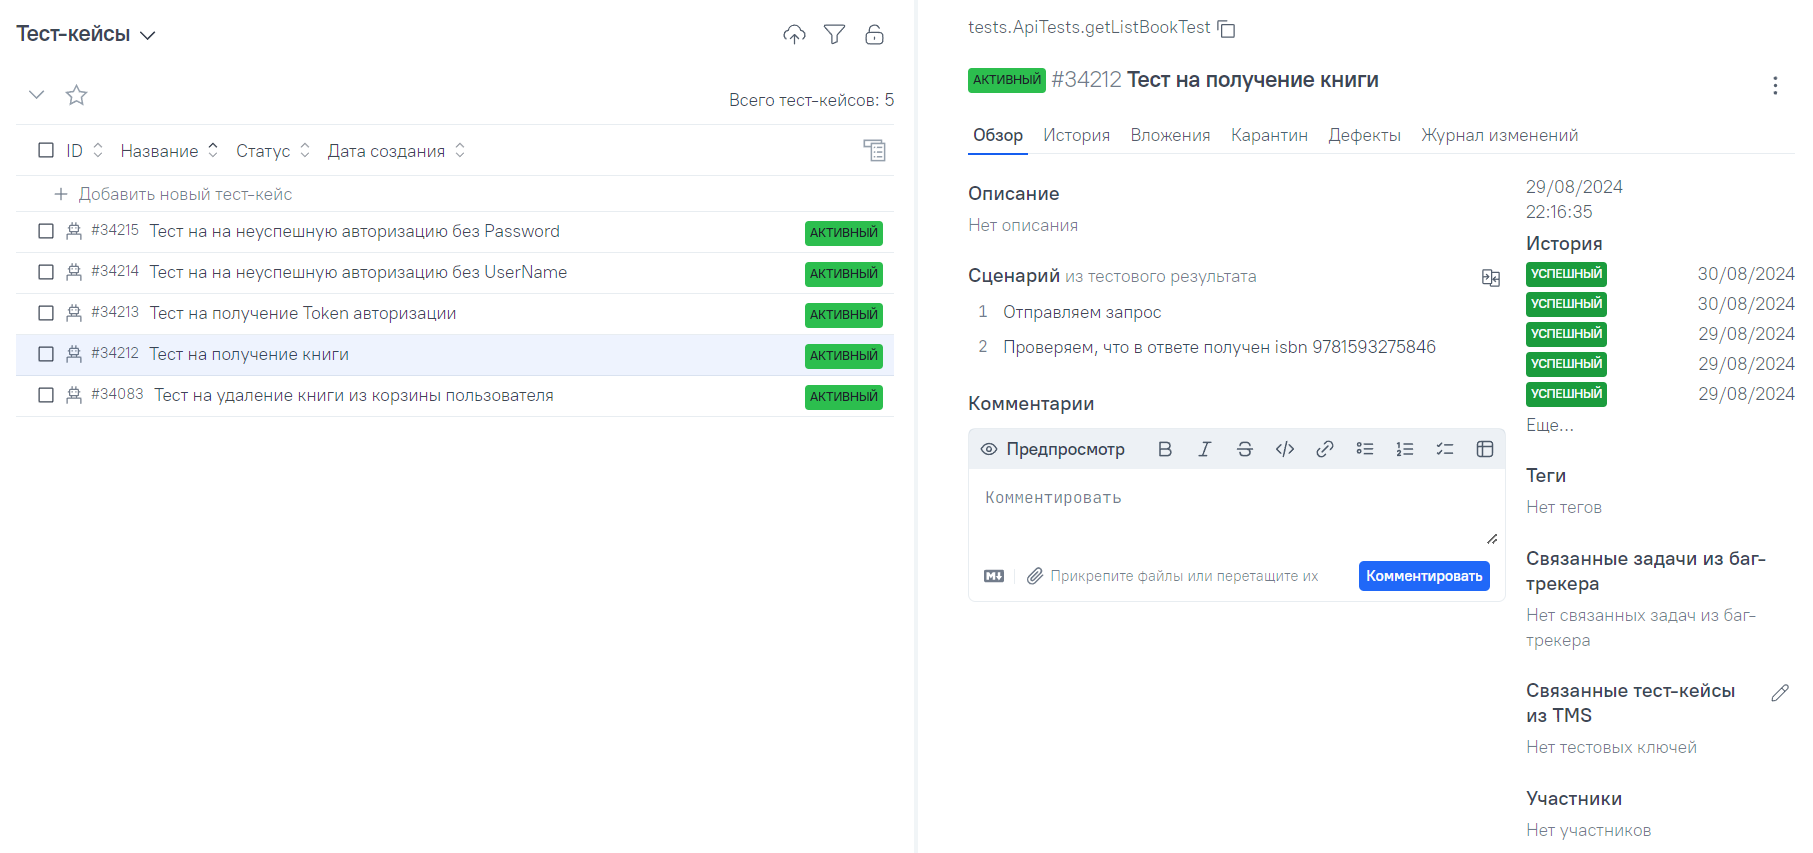 Тест-кейсы
Всего тест-кейсов: 5
ID Название Статус Дата создания
Добавить новый тест-кейс
#34215 Тест на на неуспешную авторизацию без Password АКТИВНЫЙ
#34214 Тест на на неуспешную авторизацию без UserName АКТИВНЫЙ
#34213 Тест на получение Token авторизации АКТИВНЫЙ
#34212 Тест на получение книги АКТИВНЫЙ
#34083 Тест на удаление книги из корзины пользователя АКТИВНЫЙ
tests.ApiTests.getListBookTest
АКТИВНЫЙ #34212 Тест на получение книги
Обзор История Вложения Карантин Дефекты Журнал изменений
Описание
Нет описания
Сценарий из тестового результата
1 Отправляем запрос
2 Проверяем, что в ответе получен isbn 9781593275846
Комментарии
Предпросмотр
Комментировать
Прикрепите файлы или перетащите их
Комментировать
29/08/2024
22:16:35
История
УСПЕШНЫЙ 30/08/2024
УСПЕШНЫЙ 30/08/2024
УСПЕШНЫЙ 29/08/2024
УСПЕШНЫЙ 29/08/2024
УСПЕШНЫЙ 29/08/2024
Еще...
Теги
Нет тегов
Связанные задачи из баг-
трекера
Нет связанных задач из баг-
трекера
Связанные тест-кейсы
из TMS
Нет тестовых ключей
Участники
Нет участников